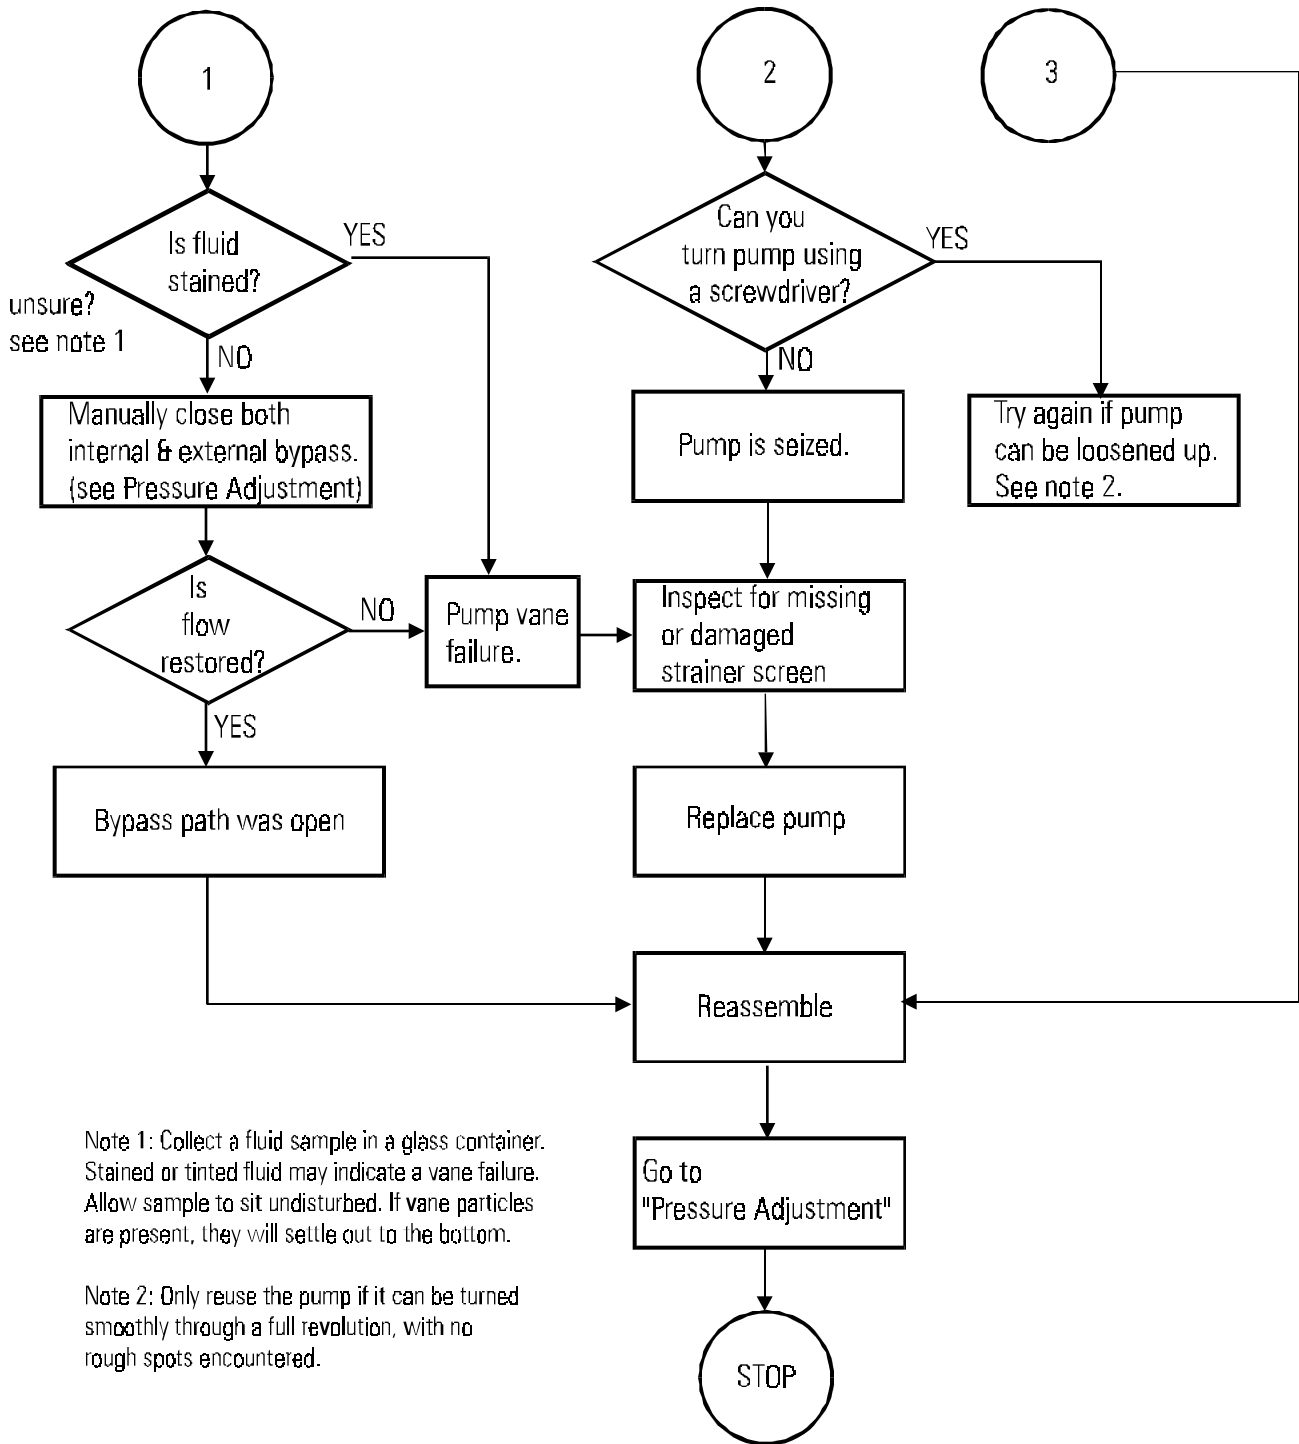 1
2
3
Is fluid
stained?
YES
unsure?
see note 1
NO
Manually close both
internal & external bypass.
(see Pressure Adjustment)
Is
flow
restored?
NO
YES
Pump vane
failure.
Bypass path was open
Can you
turn pump using
a screwdriver?
YES
NO
Pump is seized.
Try again if pump
can be loosened up.
See note 2.
Inspect for missing
or damaged
strainer screen
Replace pump
Reassemble
Go to
"Pressure Adjustment"
STOP
Note 1: Collect a fluid sample in a glass container.
Stained or tinted fluid may indicate a vane failure.
Allow sample to sit undisturbed. If vane particles
are present, they will settle out to the bottom.
Note 2: Only reuse the pump if it can be turned
smoothly through a full revolution, with no
rough spots encountered.